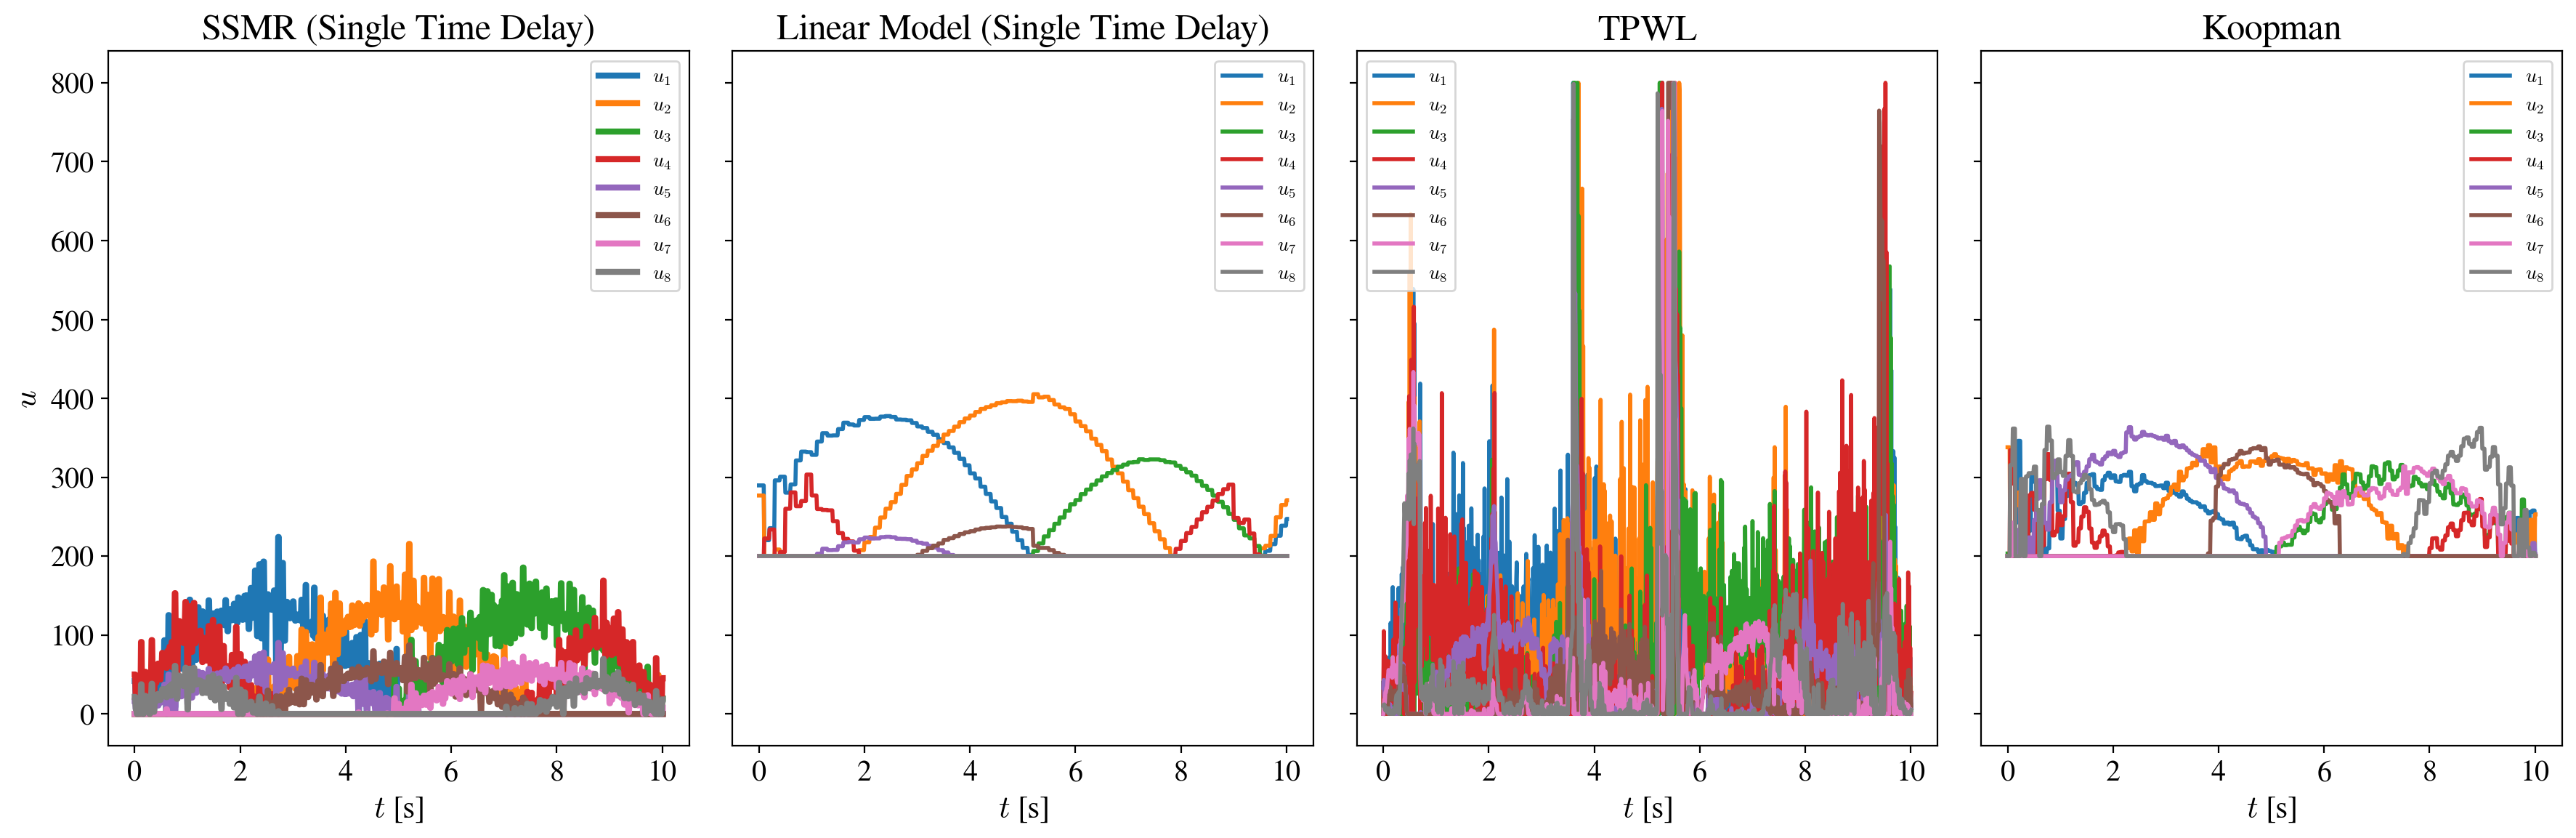 SSMR (Single Time Delay)
Linear Model (Single Time Delay)
TPWL
Koopman
u
800
700
600
500
400
300
200
100
0
u1
u2
u3
u4
u5
u6
u7
u8
u1
u2
u3
u4
u5
u6
u7
u8
u1
u2
u3
u4
u5
u6
u7
u8
u1
u2
u3
u4
u5
u6
u7
u8
0 2 4 6 8 10
0 2 4 6 8 10
0 2 4 6 8 10
0 2 4 6 8 10
t [s]
t [s]
t [s]
t [s]